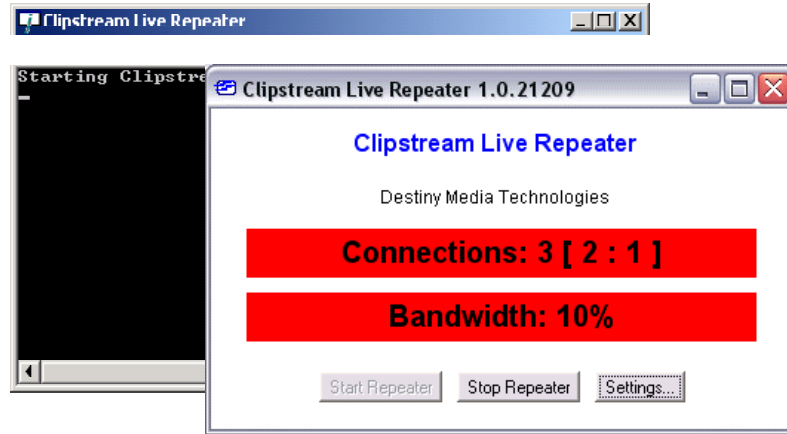 Clipstream Live Repeater
Starting Clipstre
Clipstream Live Repeater 1.0.21209
Clipstream Live Repeater
Destiny Media Technologies
Connections: 3 [ 2 : 1 ]
Bandwidth: 10%
Start Repeater Stop Repeater Settings...